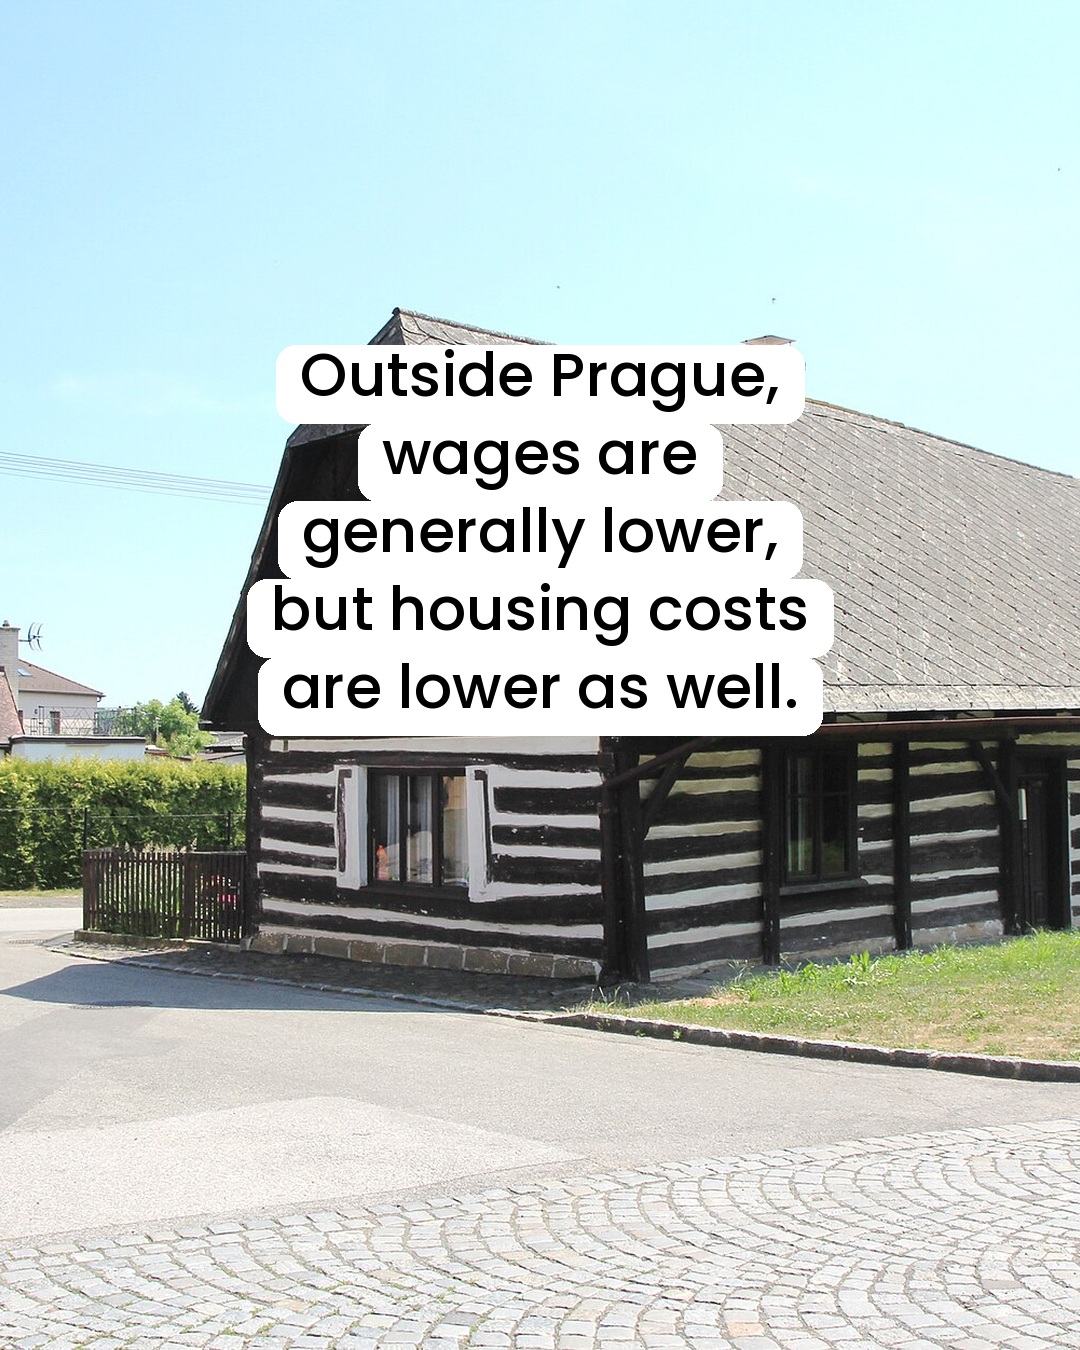 Outside Prague,
wages are
generally lower,
but housing costs
are lower as well.